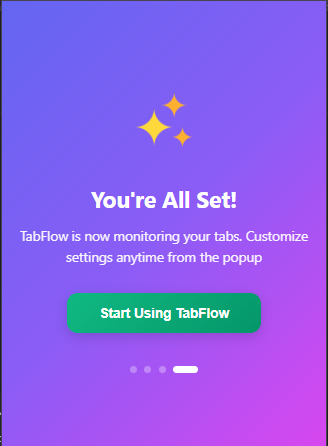 You're All Set!
TabFlow is now monitoring your tabs. Customize
settings anytime from the popup
Start Using TabFlow